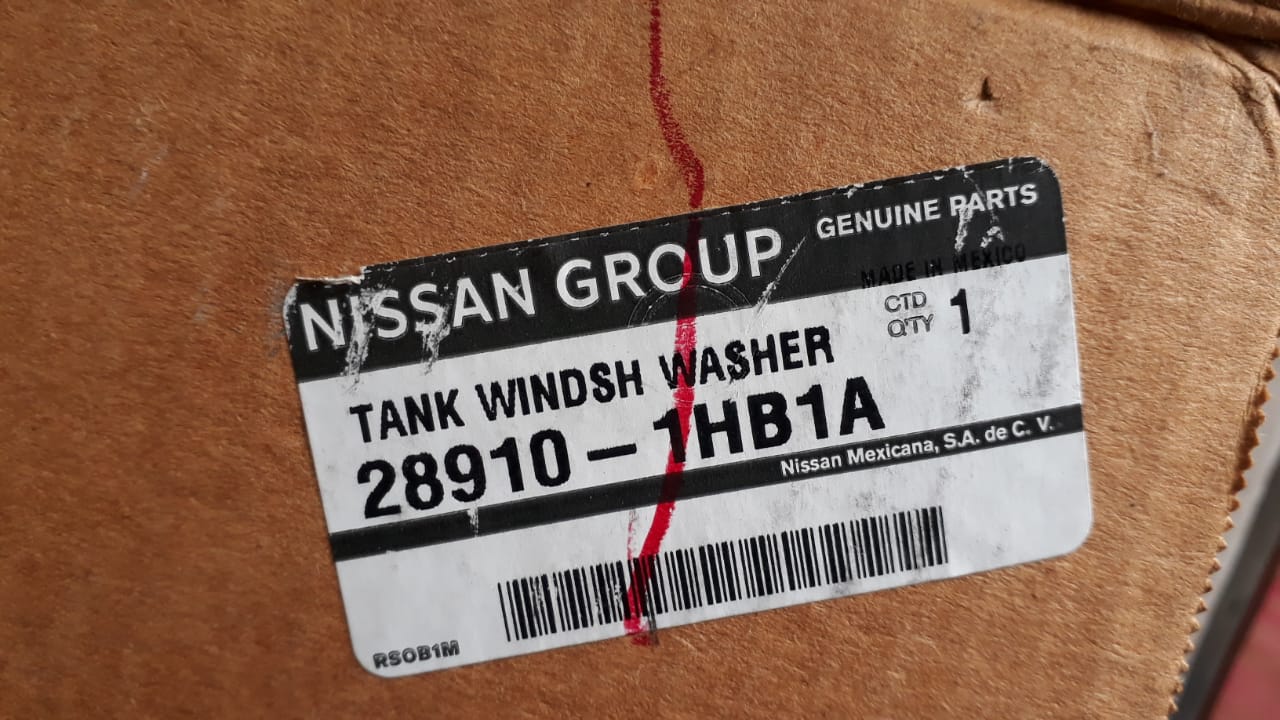 NISSAN GROUP GENUINE PARTS
MADE IN MEXICO
CTD
QTY 1
TANK WINDSH WASHER
28910-1HB1A
Nissan Mexicana, S.A. de C. V.
RSOB1M